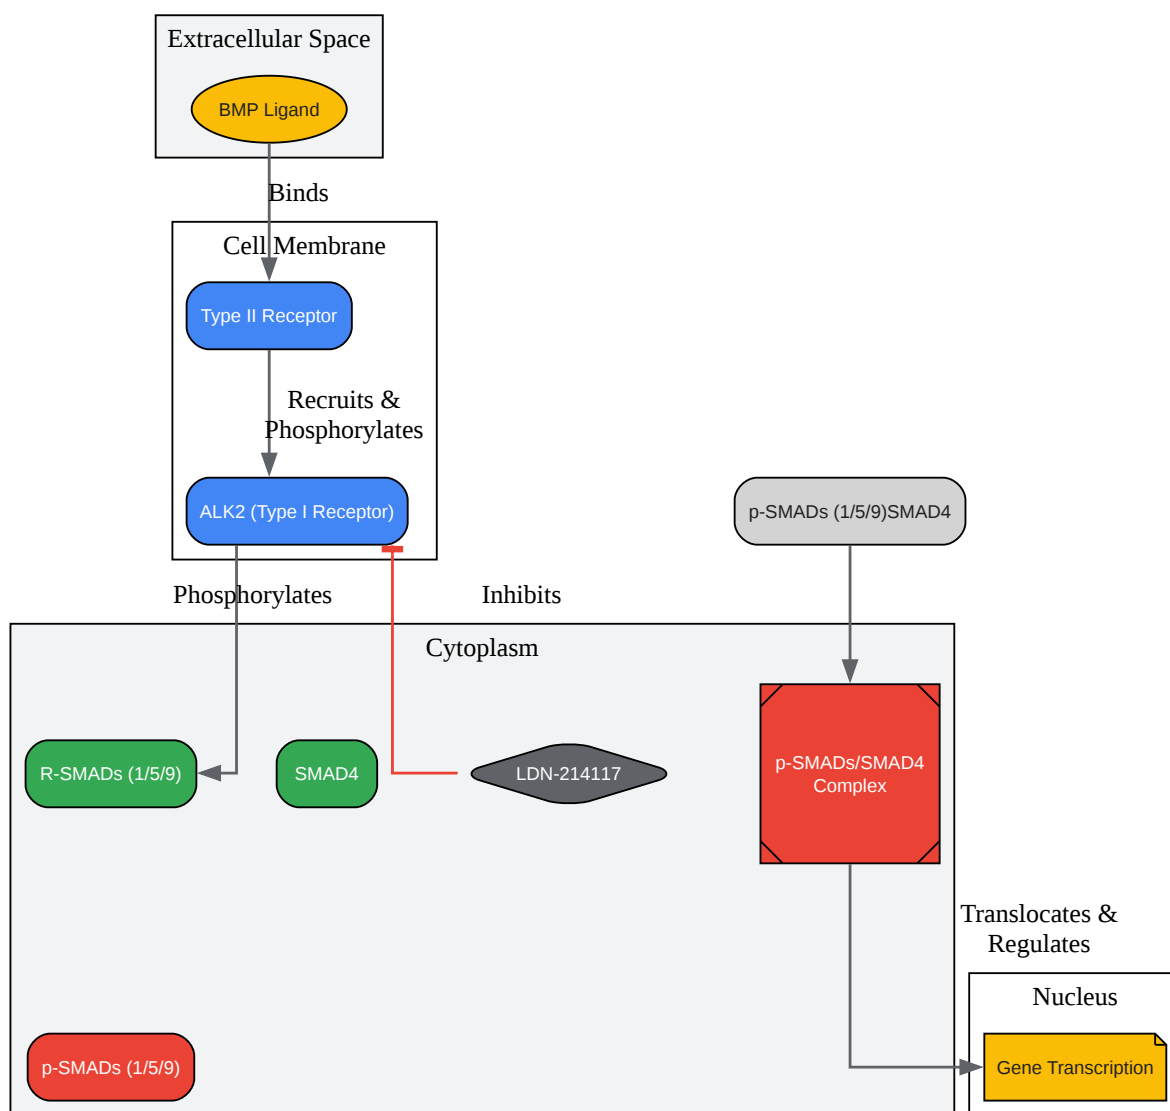 Extracellular Space
BMP Ligand
Binds
Cell Membrane
Type II Receptor
Recruits &
Phosphorylates
ALK2 (Type I Receptor)
p-SMADs (1/5/9)SMAD4
Phosphorylates
Inhibits
Cytoplasm
R-SMADs (1/5/9)
SMAD4
LDN-214117
p-SMADs/SMAD4
Complex
Translocates &
Regulates
Nucleus
p-SMADs (1/5/9)
Gene Transcription